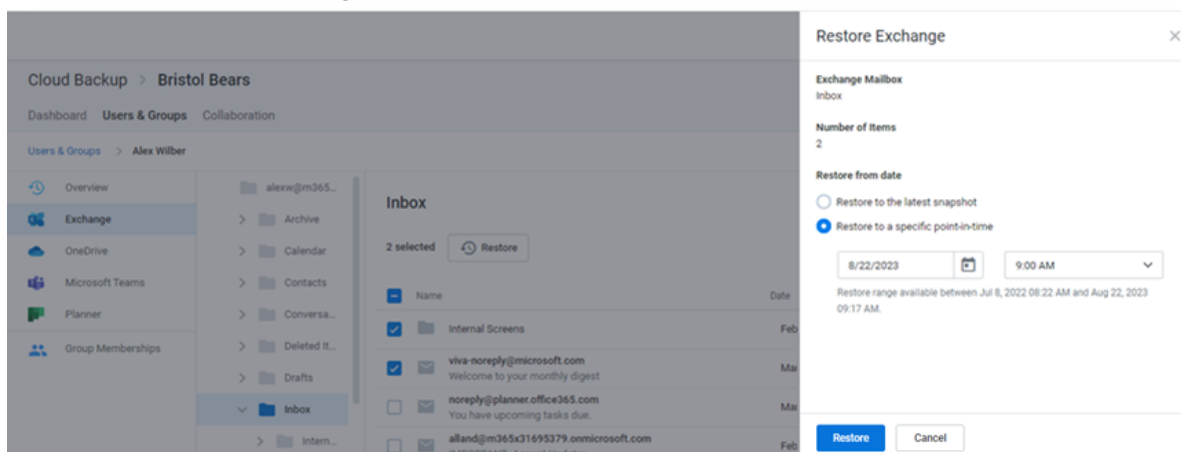 Cloud Backup > Bristol Bears
Dashboard Users & Groups Collaboration
Users & Groups > Alex Wilber
Overview
Exchange
OneDrive
Microsoft Teams
Planner
Group Memberships
alexw@m365...
Archive
Calendar
Contacts
Conversa...
Deleted It...
Drafts
Inbox
Intern...
Inbox
2 selected Restore
Name Date
Internal Screens Feb
viva-noreply@microsoft.com
Welcome to your monthly digest Mar
noreply@planner.office365.com
You have upcoming tasks due. Mar
alland@m365x31695379.onmicrosoft.com
Feb
Restore Exchange
Exchange Mailbox
Inbox
Number of Items
2
Restore from date
Restore to the latest snapshot
Restore to a specific point-in-time
8/22/2023 9:00 AM
Restore range available between Jul 8, 2022 08:22 AM and Aug 22, 2023
09:17 AM.
Restore Cancel